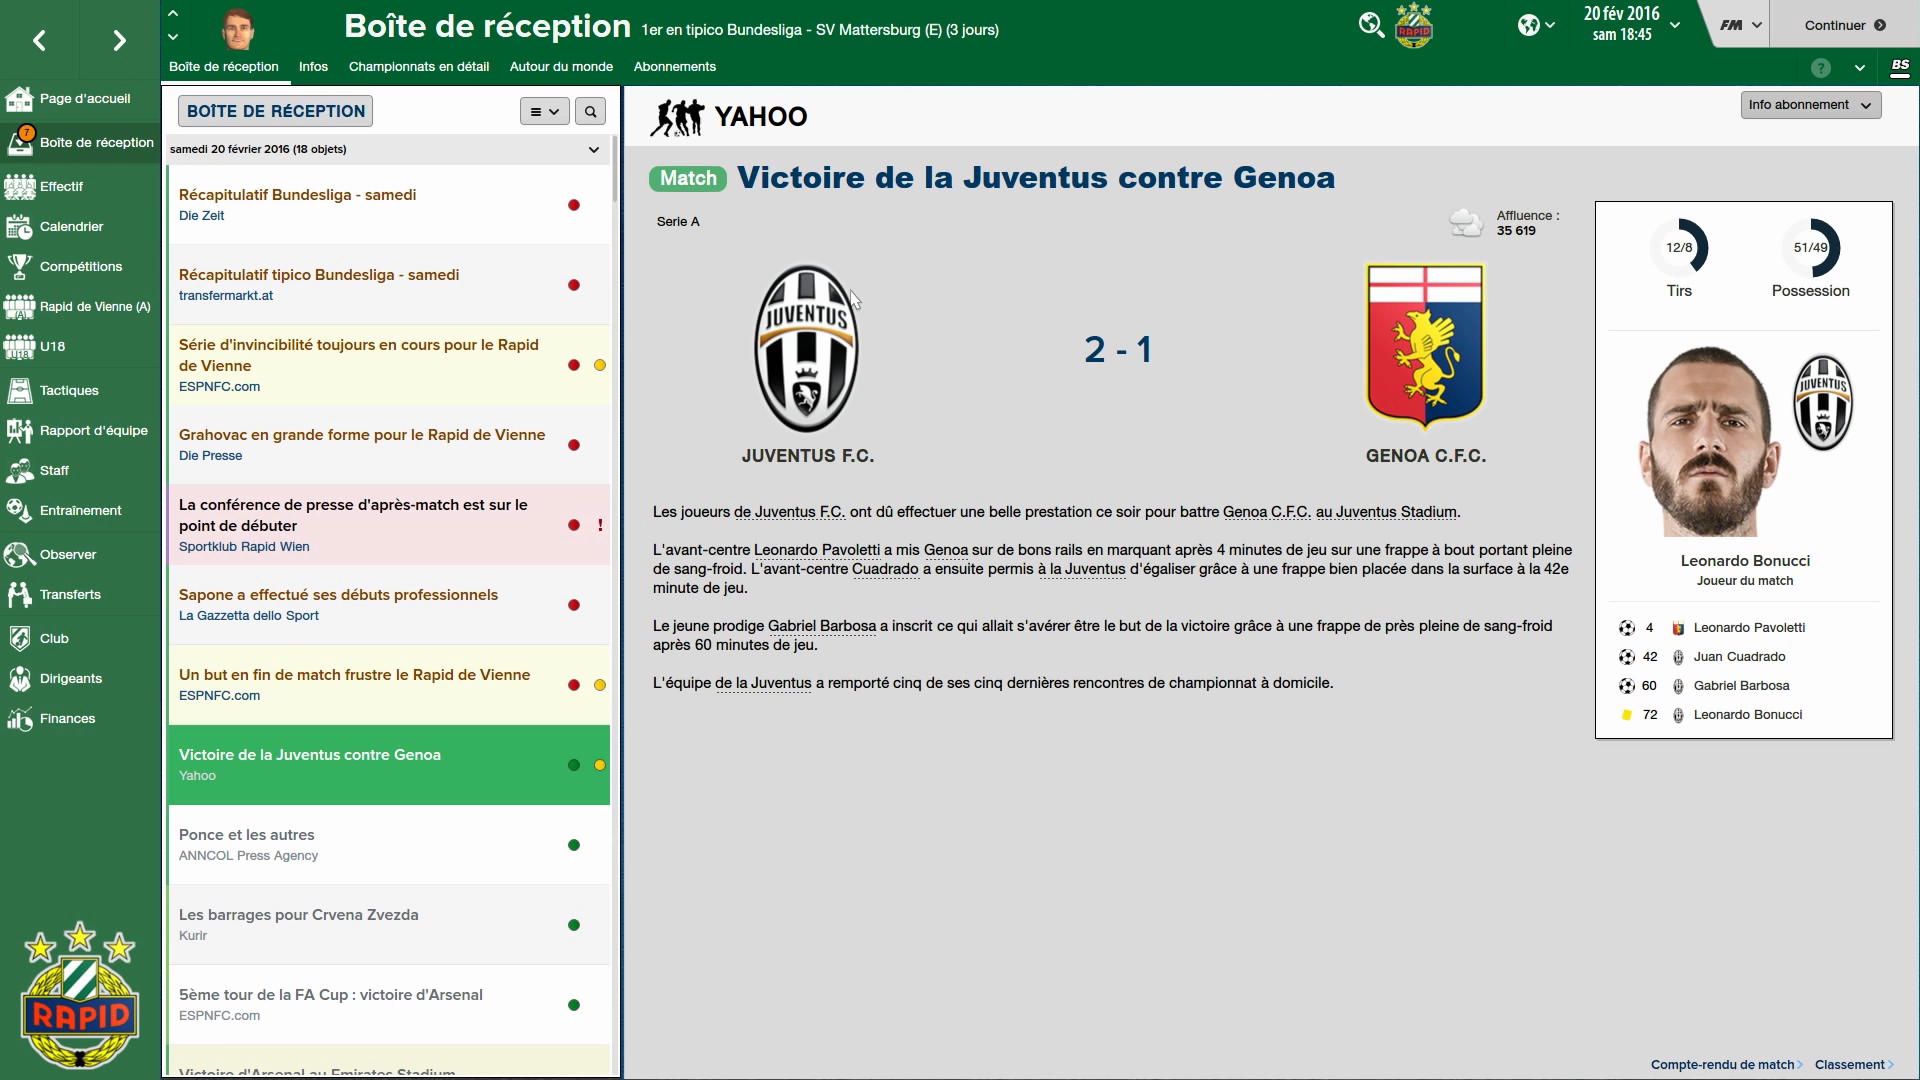 Boîte de réception
1er en tipico Bundesliga - SV Mattersburg (E) (3 jours)
RAPID
20 fév 2016
sam 18:45
FM
Continuer
Boîte de réception
Infos
Championnats en détail
Autour du monde
Abonnements
?
BS
Page d'accueil
7
Boîte de réception
Effectif
Calendrier
Compétitions
(A)
Rapid de Vienne (A)
U18
U18
Tactiques
Rapport d'équipe
Staff
Entraînement
Observer
Transferts
Club
Dirigeants
Finances
RAPID
BOÎTE DE RÉCEPTION
samedi 20 février 2016 (18 objets)
Récapitulatif Bundesliga - samedi
Die Zeit
Récapitulatif tipico Bundesliga - samedi
transfermarkt.at
Série d'invincibilité toujours en cours pour le Rapid
de Vienne
ESPNFC.com
Grahovac en grande forme pour le Rapid de Vienne
Die Presse
La conférence de presse d'après-match est sur le
point de débuter
!
Sportklub Rapid Wien
Sapone a effectué ses débuts professionnels
La Gazzetta dello Sport
Un but en fin de match frustre le Rapid de Vienne
ESPNFC.com
Victoire de la Juventus contre Genoa
Yahoo
Ponce et les autres
ANNCOL Press Agency
Les barrages pour Crvena Zvezda
Kurir
5ème tour de la FA Cup : victoire d'Arsenal
ESPNFC.com
Victoire d'Arsenal au Emirates Stadium
YAHOO
Info abonnement
Match
Victoire de la Juventus contre Genoa
Serie A
Affluence :
35 619
JUVENTUS
2 - 1
JUVENTUS F.C.
GENOA C.F.C.
Les joueurs de Juventus F.C. ont dû effectuer une belle prestation ce soir pour battre Genoa C.F.C. au Juventus Stadium.
L'avant-centre Leonardo Pavoletti a mis Genoa sur de bons rails en marquant après 4 minutes de jeu sur une frappe à bout portant pleine
de sang-froid. L'avant-centre Cuadrado a ensuite permis à la Juventus d'égaliser grâce à une frappe bien placée dans la surface à la 42e
minute de jeu.
Le jeune prodige Gabriel Barbosa a inscrit ce qui allait s'avérer être le but de la victoire grâce à une frappe de près pleine de sang-froid
après 60 minutes de jeu.
L'équipe de la Juventus a remporté cinq de ses cinq dernières rencontres de championnat à domicile.
12/8
51/49
Tirs
Possession
JUVENTUS
Leonardo Bonucci
Joueur du match
4 Leonardo Pavoletti
42 Juan Cuadrado
60 Gabriel Barbosa
72 Leonardo Bonucci
Compte-rendu de match
Classement